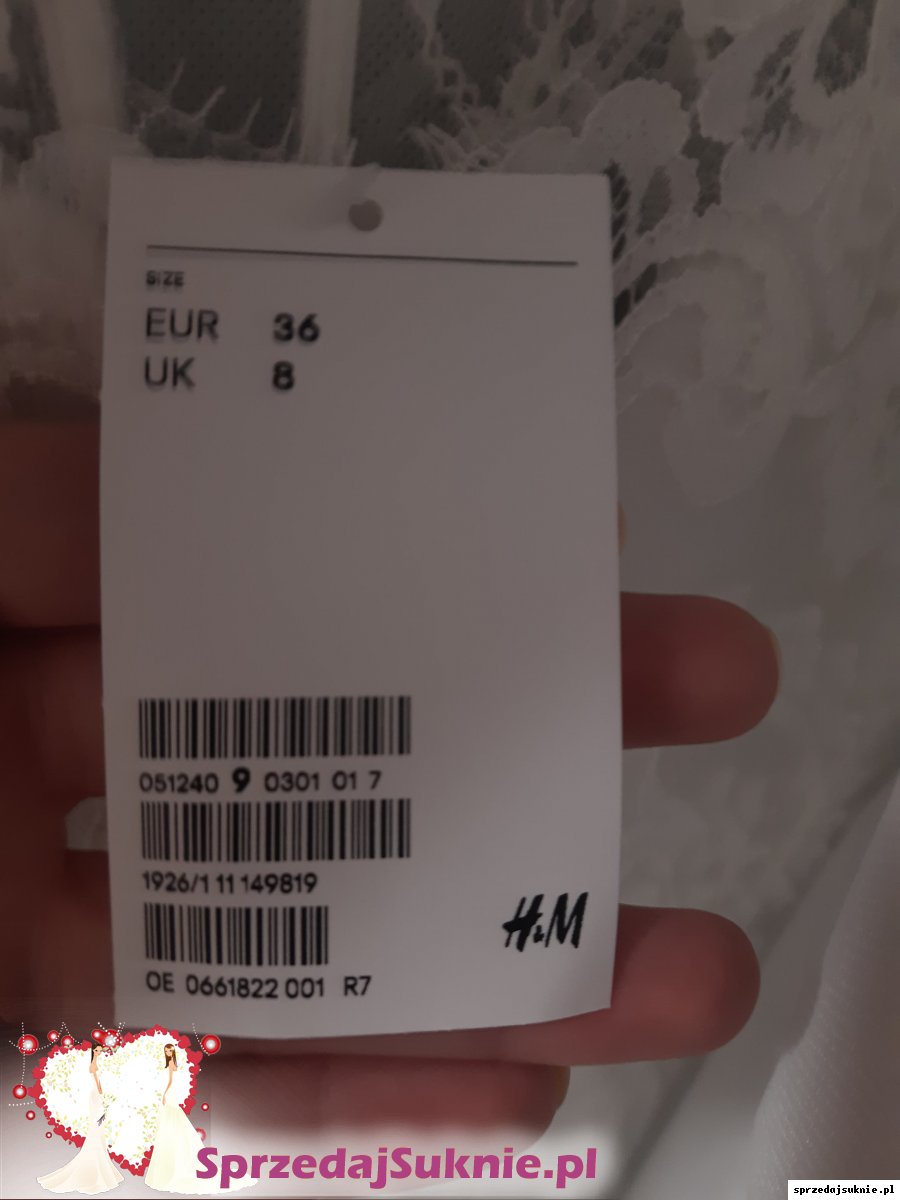 SIZE
EUR 36
UK 8
051240 9 0301 01 7
1926/1 11 149819
H&M
OE 0661822 001 R7
SprzedajSuknie.pl
sprzedajsuknie.pl